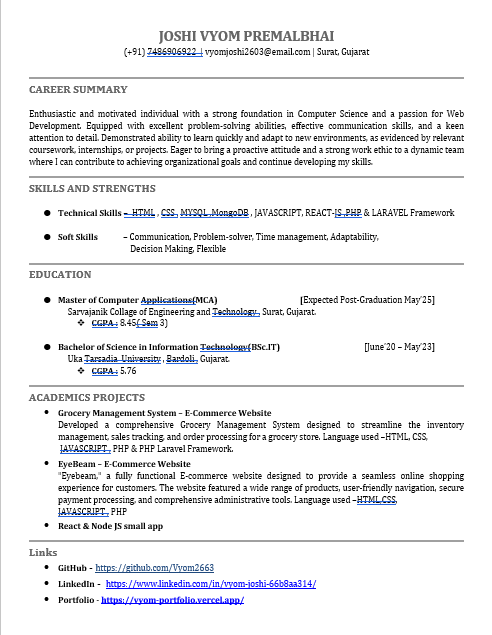 JOSHI VYOM PREMALBHAI
(+91) 7486906922 | vyomjoshi2603@email.com | Surat, Gujarat
CAREER SUMMARY
Enthusiastic and motivated individual with a strong foundation in Computer Science and a passion for Web
Development. Equipped with excellent problem-solving abilities, effective communication skills, and a keen
attention to detail. Demonstrated ability to learn quickly and adapt to new environments, as evidenced by relevant
coursework, internships, or projects. Eager to bring a proactive attitude and a strong work ethic to a dynamic team
where I can contribute to achieving organizational goals and continue developing my skills.
SKILLS AND STRENGTHS
● Technical Skills – HTML , CSS , MYSQL ,MongoDB , JAVASCRIPT, REACT-JS ,PHP & LARAVEL Framework
● Soft Skills – Communication, Problem-solver, Time management, Adaptability,
Decision Making, Flexible
EDUCATION
● Master of Computer Applications(MCA) [Expected Post-Graduation May'25]
Sarvajanik Collage of Engineering and Technology , Surat, Gujarat.
❖ CGPA : 8.45( Sem 3)
● Bachelor of Science in Information Technology(BSc.IT) [June'20 – May'23]
Uka Tarsadia University , Bardoli , Gujarat.
❖ CGPA : 5.76
ACADEMICS PROJECTS
● Grocery Management System – E-Commerce Website
Developed a comprehensive Grocery Management System designed to streamline the inventory
management, sales tracking, and order processing for a grocery store. Language used –HTML, CSS,
JAVASCRIPT , PHP & PHP Laravel Framework.
● EyeBeam – E-Commerce Website
"Eyebeam," a fully functional E-commerce website designed to provide a seamless online shopping
experience for customers. The website featured a wide range of products, user-friendly navigation, secure
payment processing, and comprehensive administrative tools. Language used –HTML,CSS,
JAVASCRIPT , PHP
● React & Node JS small app
Links
● GitHub – https://github.com/Vyom2663
● LinkedIn – https://www.linkedin.com/in/vyom-joshi-66b8aa314/
● Portfolio - https://vyom-portfolio.vercel.app/